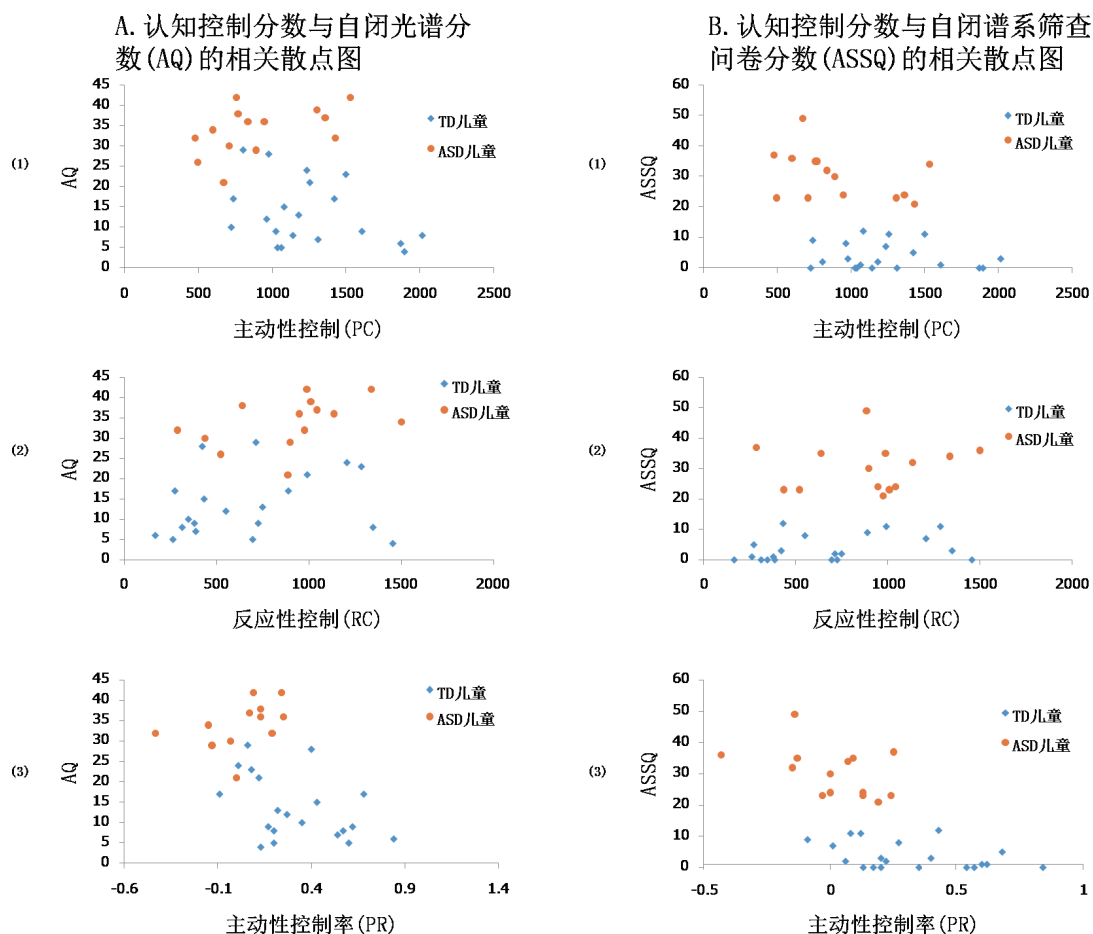 A.认知控制分数与自闭光谱分
数(AQ)的相关散点图
(1)
AQ
45
40
35
30
25
20
15
10
5
0
0 500 1000 1500 2000 2500
TD儿童
ASD儿童
主动性控制(PC)
(2)
AQ
45
40
35
30
25
20
15
10
5
0
0 500 1000 1500 2000
TD儿童
ASD儿童
反应性控制(RC)
(3)
AQ
45
40
35
30
25
20
15
10
5
0
-0.6 -0.1 0.4 0.9 1.4
TD儿童
ASD儿童
主动性控制率(PR)
B.认知控制分数与自闭谱系筛查
问卷分数(ASSQ)的相关散点图
(1)
ASSQ
60
50
40
30
20
10
0
0 500 1000 1500 2000 2500
TD儿童
ASD儿童
主动性控制(PC)
(2)
ASSQ
60
50
40
30
20
10
0
0 500 1000 1500 2000
TD儿童
ASD儿童
反应性控制(RC)
(3)
ASSQ
60
50
40
30
20
10
0
-0.5 0 0.5 1
TD儿童
ASD儿童
主动性控制率(PR)